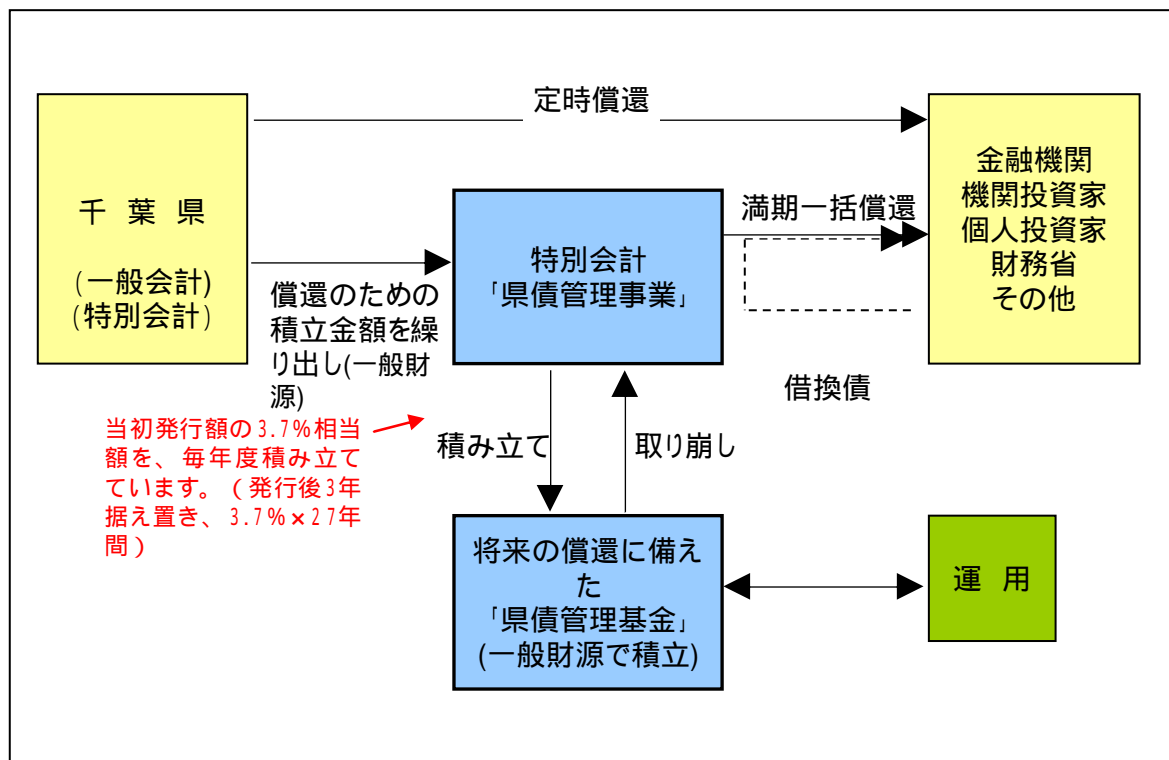 定時償還
千 葉 県
(一般会計)
(特別会計)
償還のための
積立金額を繰
り出し(一般財
源)
当初発行額の3.7%相当
額を、毎年度積み立て
ています。（発行後3年
据え置き、3.7%×27年
間）
特別会計
「県債管理事業」
満期一括償還
金融機関
機関投資家
個人投資家
財務省
その他
借換債
積み立て
取り崩し
将来の償還に備え
た
「県債管理基金」
(一般財源で積立)
運 用